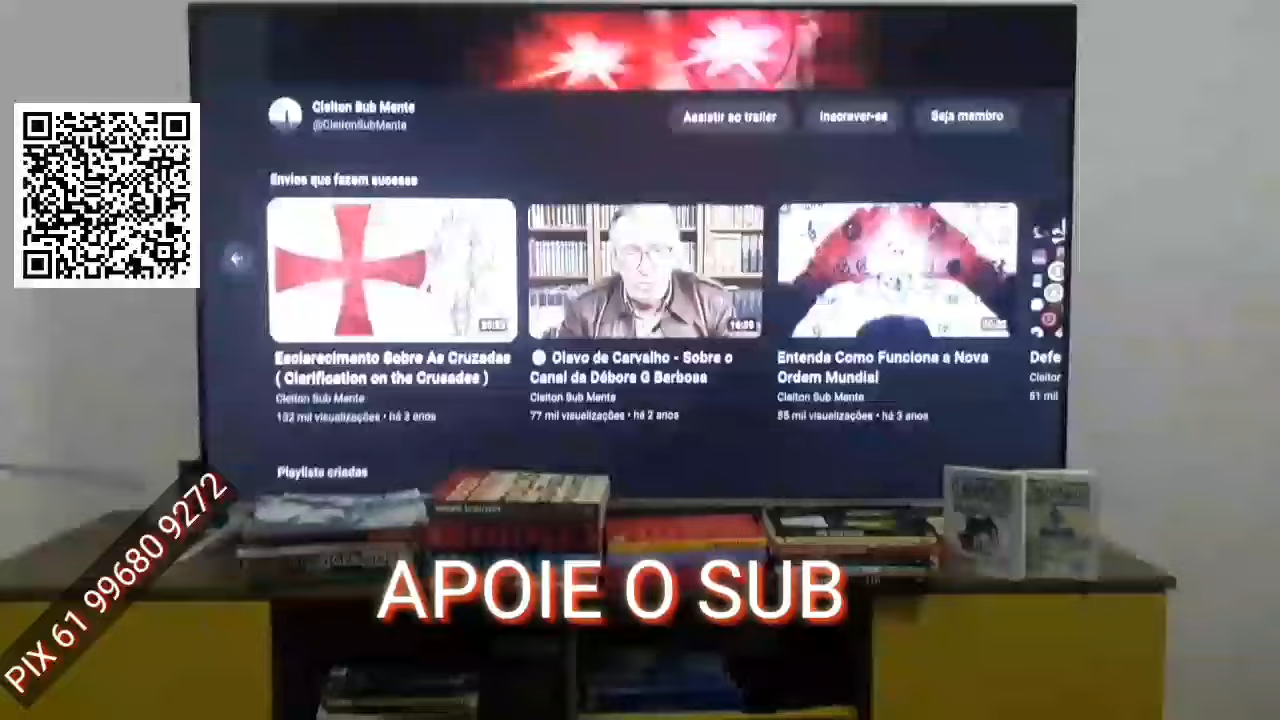 Cleiton Sub Mente
@CleitonSubMente
Assistir ao trailer
Inscrever-se
Seja membro
Envios que fazem sucesso
Esclarecimento Sobre As Cruzadas
( Clarification on the Crusades )
Cleiton Sub Mente
132 mil visualizações • há 3 anos
Olavo de Carvalho - Sobre o
Canal da Débora G Barbosa
Cleiton Sub Mente
77 mil visualizações • há 2 anos
Entenda Como Funciona a Nova
Ordem Mundial
Cleiton Sub Mente
há 3 anos
Defe
Cleitor
61 mil
Playlists criadas
PIX 61 99680 9272
APOIE O SUB